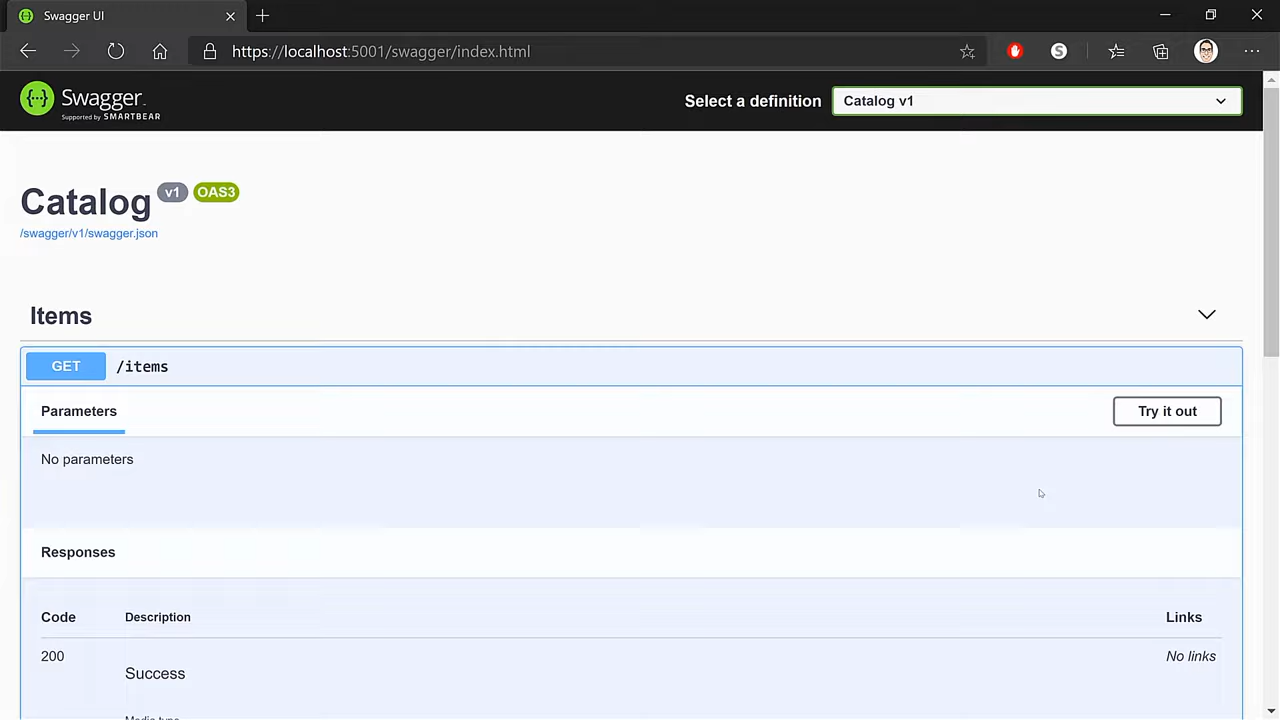 Swagger UI
https://localhost:5001/swagger/index.html
S
{··} Swagger.
Supported by SMARTBEAR
Select a definition
Catalog v1
Catalog v1 OAS3
/swagger/v1/swagger.json
Items
GET /items
Parameters
Try it out
No parameters
Responses
Code Description Links
200 Success No links
Media type